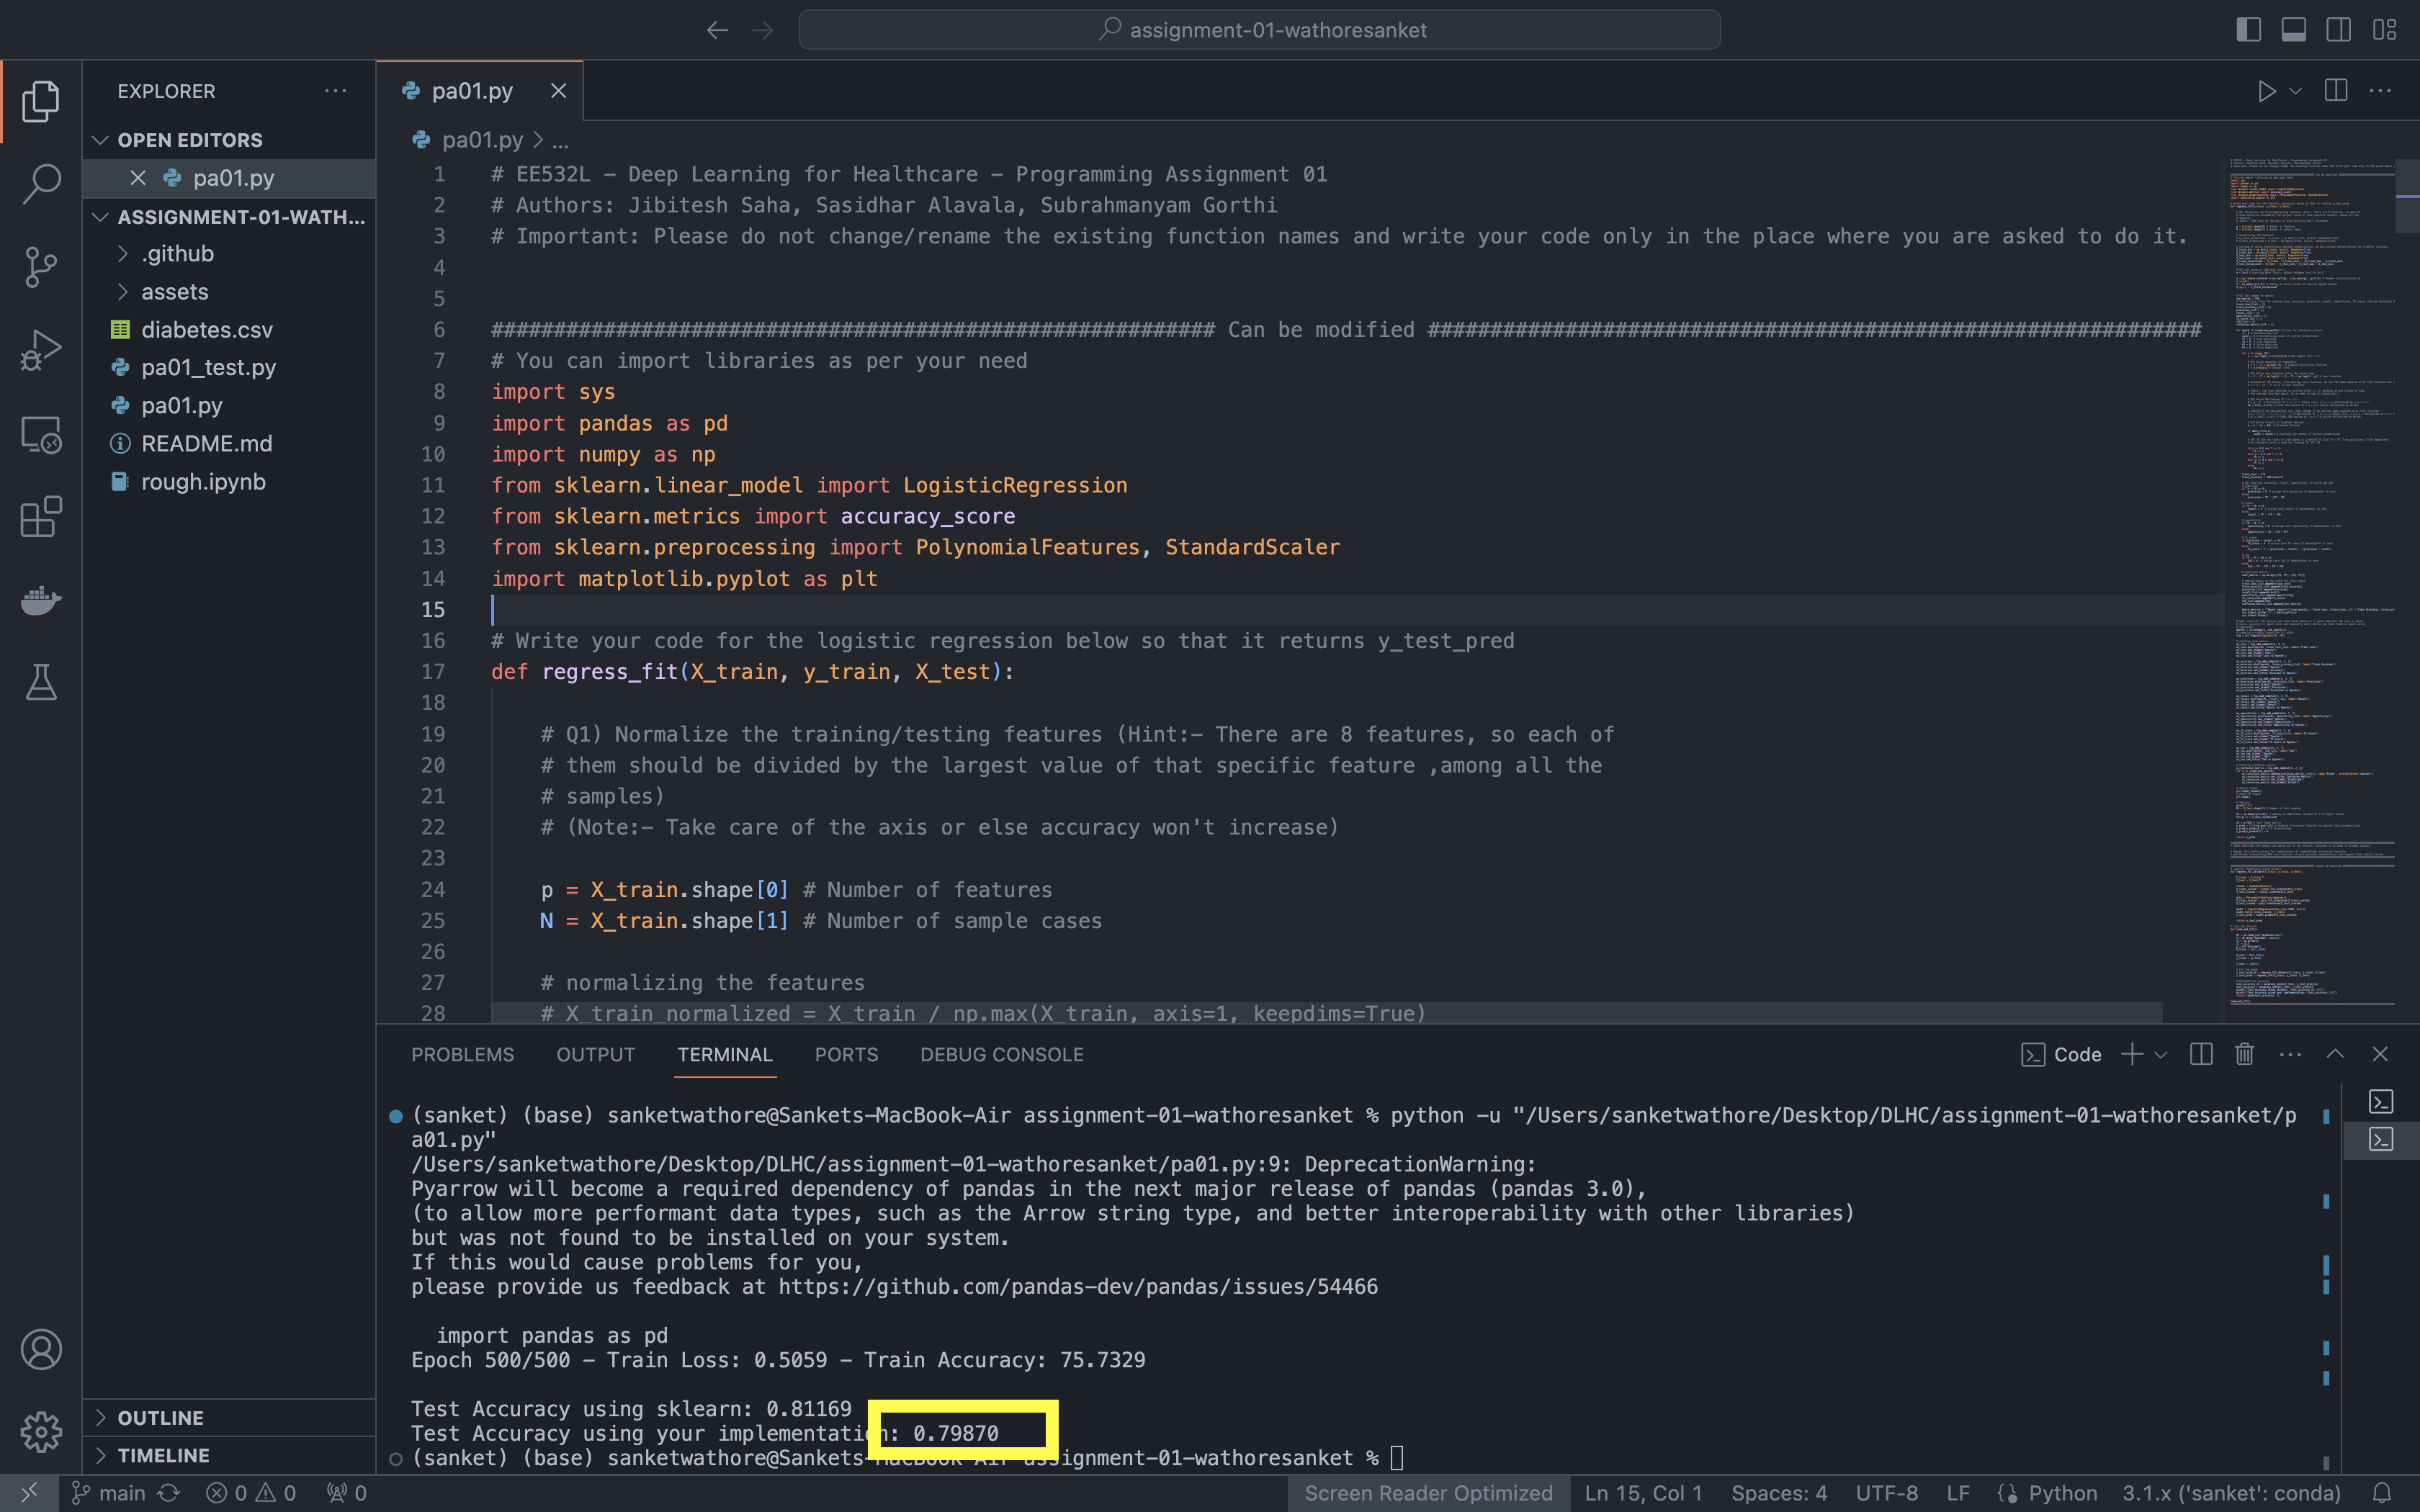 assignment-01-wathoresanket
EXPLORER
OPEN EDITORS
pa01.py
ASSIGNMENT-01-WATH...
.github
assets
diabetes.csv
pa01_test.py
pa01.py
README.md
rough.ipynb
OUTLINE
TIMELINE
pa01.py
pa01.py > ...
1 # EE532L - Deep Learning for Healthcare - Programming Assignment 01
2 # Authors: Jibitesh Saha, Sasidhar Alavala, Subrahmanyam Gorthi
3 # Important: Please do not change/rename the existing function names and write your code only in the place where you are asked to do it.
4
5
6 ########################################################## Can be modified ##############################################################
7 # You can import libraries as per your need
8 import sys
9 import pandas as pd
10 import numpy as np
11 from sklearn.linear_model import LogisticRegression
12 from sklearn.metrics import accuracy_score
13 from sklearn.preprocessing import PolynomialFeatures, StandardScaler
14 import matplotlib.pyplot as plt
15
16 # Write your code for the logistic regression below so that it returns y_test_pred
17 def regress_fit(X_train, y_train, X_test):
18
19 # Q1) Normalize the training/testing features (Hint:- There are 8 features, so each of
20 # them should be divided by the largest value of that specific feature ,among all the
21 # samples)
22 # (Note:- Take care of the axis or else accuracy won't increase)
23
24 p = X_train.shape[0] # Number of features
25 N = X_train.shape[1] # Number of sample cases
26
27 # normalizing the features
28 # X_train_normalized = X_train / np.max(X_train, axis=1, keepdims=True)
PROBLEMS OUTPUT TERMINAL PORTS DEBUG CONSOLE
Code
(sanket) (base) sanketwathore@Sankets-MacBook-Air assignment-01-wathoresanket % python -u "/Users/sanketwathore/Desktop/DLHC/assignment-01-wathoresanket/p
a01.py"
/Users/sanketwathore/Desktop/DLHC/assignment-01-wathoresanket/pa01.py:9: DeprecationWarning:
Pyarrow will become a required dependency of pandas in the next major release of pandas (pandas 3.0),
(to allow more performant data types, such as the Arrow string type, and better interoperability with other libraries)
but was not found to be installed on your system.
If this would cause problems for you,
please provide us feedback at https://github.com/pandas-dev/pandas/issues/54466
import pandas as pd
Epoch 500/500 - Train Loss: 0.5059 - Train Accuracy: 75.7329
Test Accuracy using sklearn: 0.81169
Test Accuracy using your implementation: 0.79870
(sanket) (base) sanketwathore@Sankets-MacBook-Air assignment-01-wathoresanket %
main 0 0 0 Screen Reader Optimized Ln 15, Col 1 Spaces: 4 UTF-8 LF Python 3.1.x ('sanket': conda)